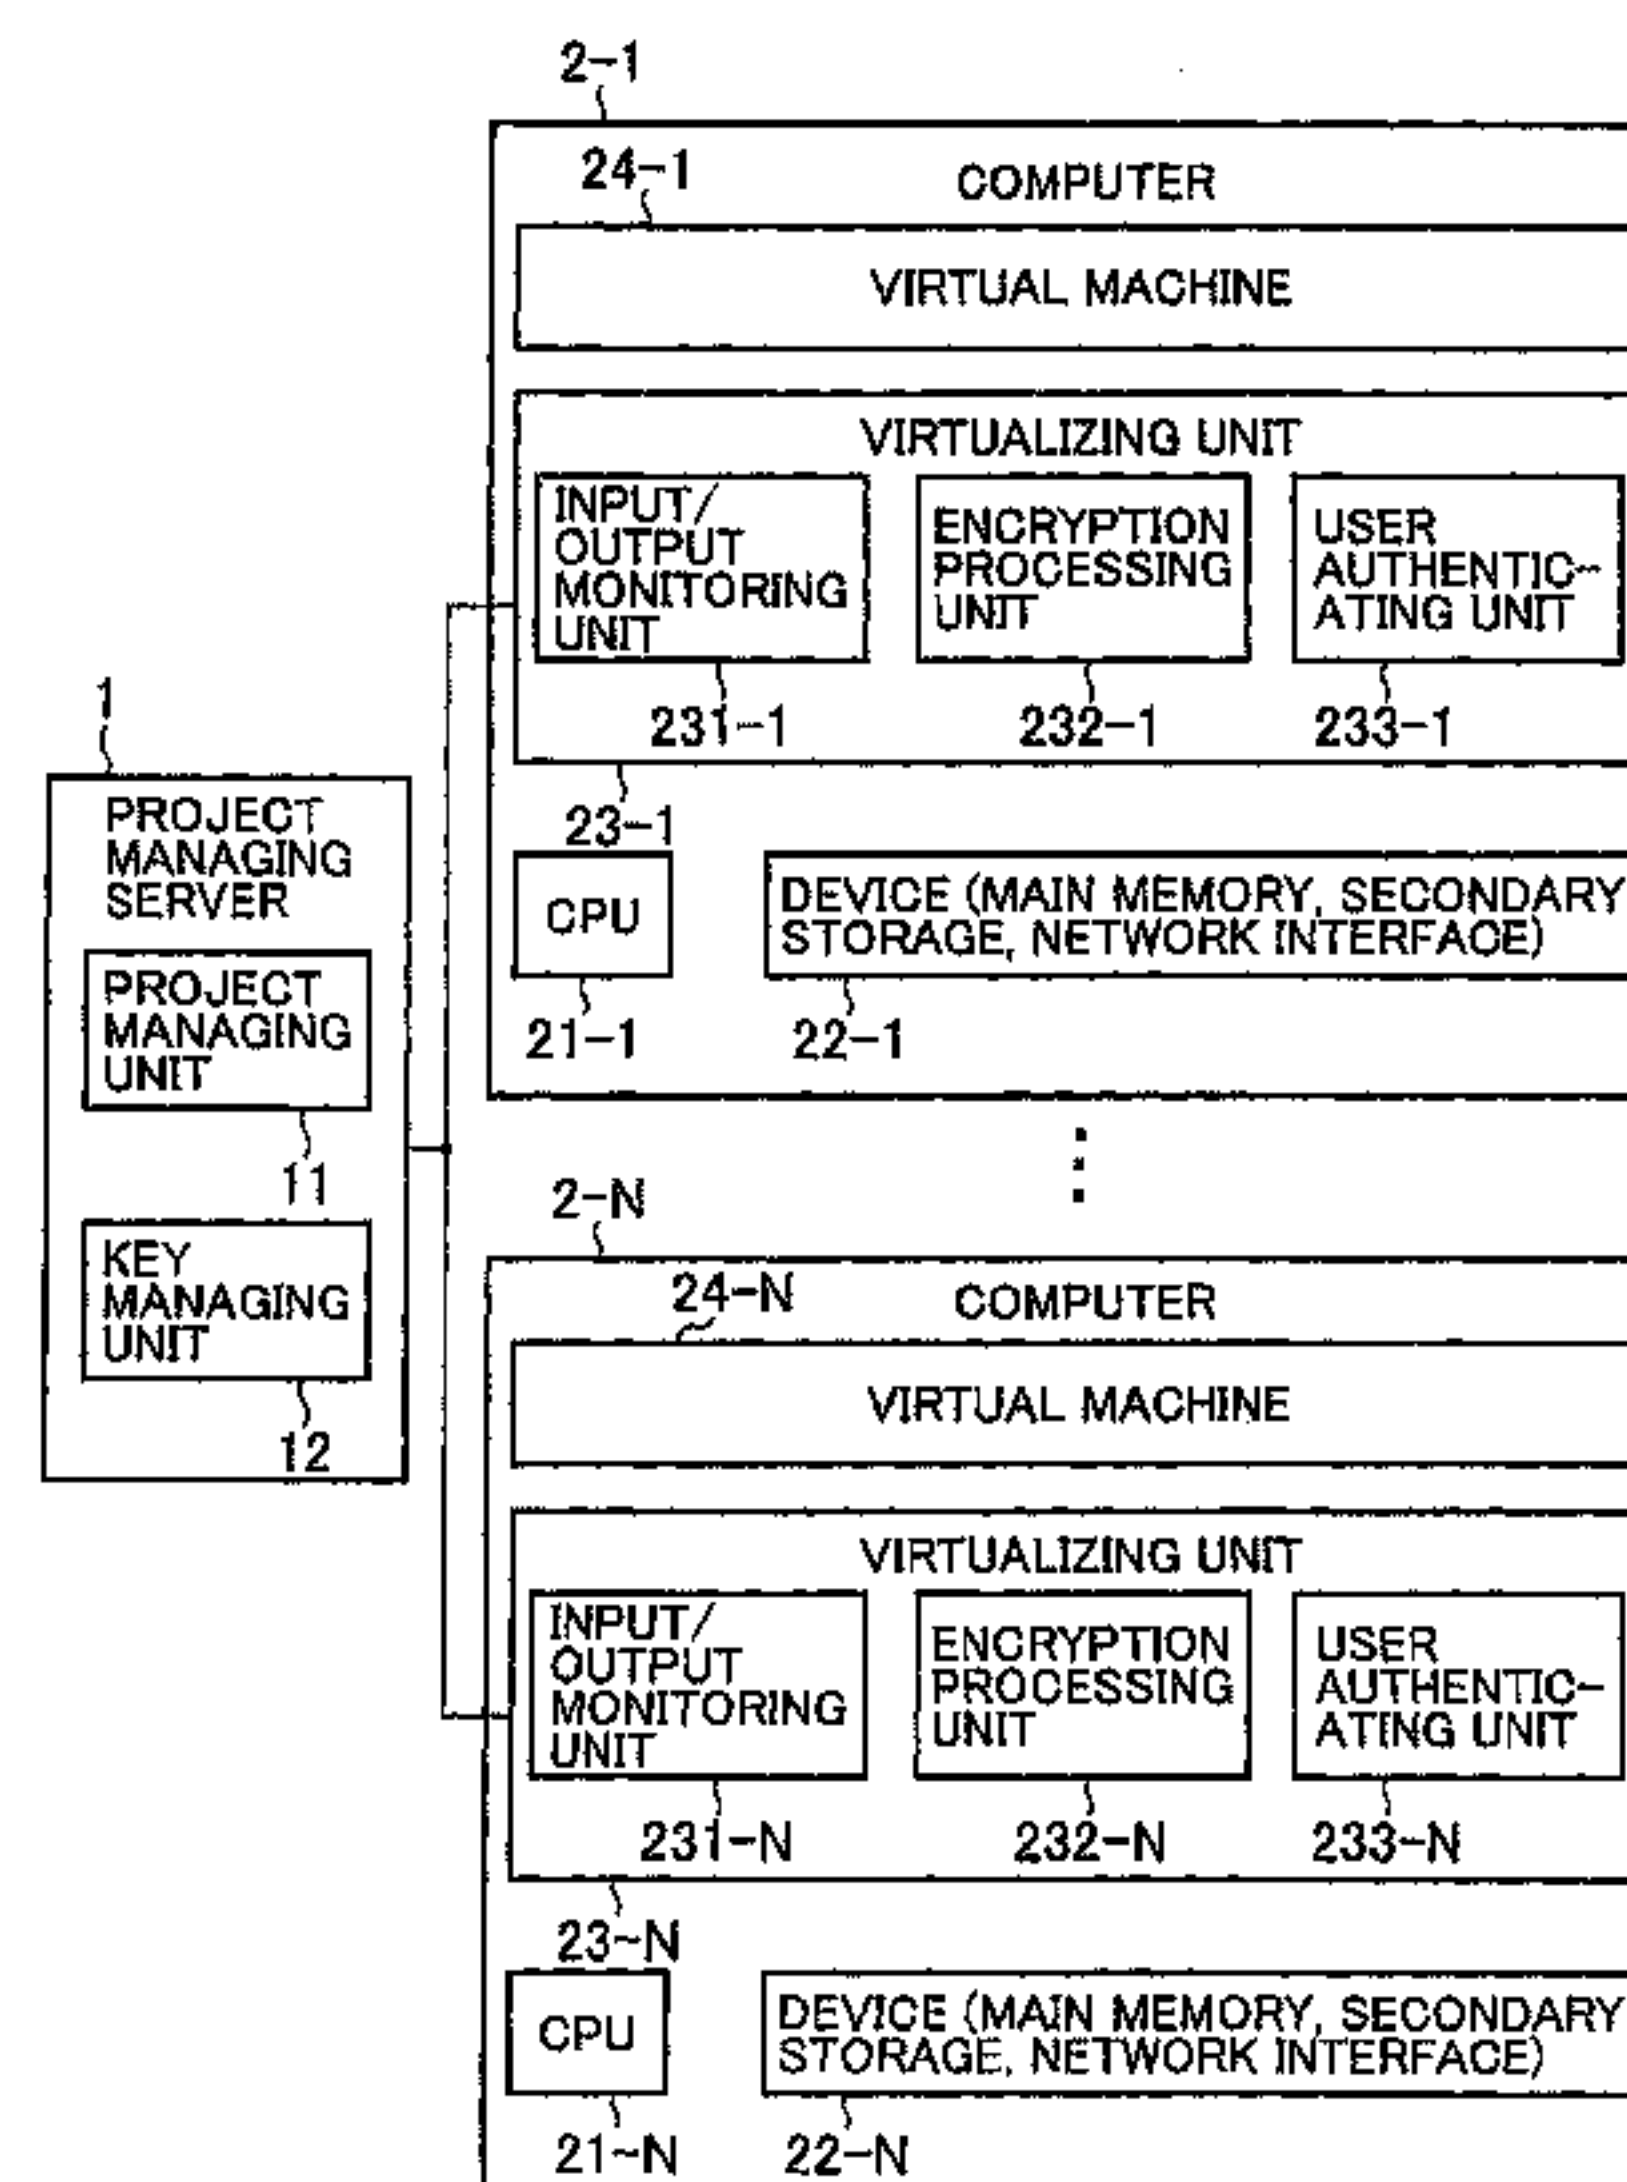 2-1
24-1
COMPUTER
VIRTUAL MACHINE
VIRTUALIZING UNIT
INPUT/
OUTPUT
MONITORING
UNIT
ENCRYPTION
PROCESSING
UNIT
USER
AUTHENTIC-
ATING UNIT
231-1
232-1
233-1
23-1
CPU
DEVICE (MAIN MEMORY, SECONDARY
STORAGE, NETWORK INTERFACE)
21-1
22-1
1
PROJECT
MANAGING
SERVER
PROJECT
MANAGING
UNIT
11
KEY
MANAGING
UNIT
12
2-N
24-N
COMPUTER
VIRTUAL MACHINE
VIRTUALIZING UNIT
INPUT/
OUTPUT
MONITORING
UNIT
ENCRYPTION
PROCESSING
UNIT
USER
AUTHENTIC-
ATING UNIT
231-N
232-N
233-N
23-N
CPU
DEVICE (MAIN MEMORY, SECONDARY
STORAGE, NETWORK INTERFACE)
21-N
22-N